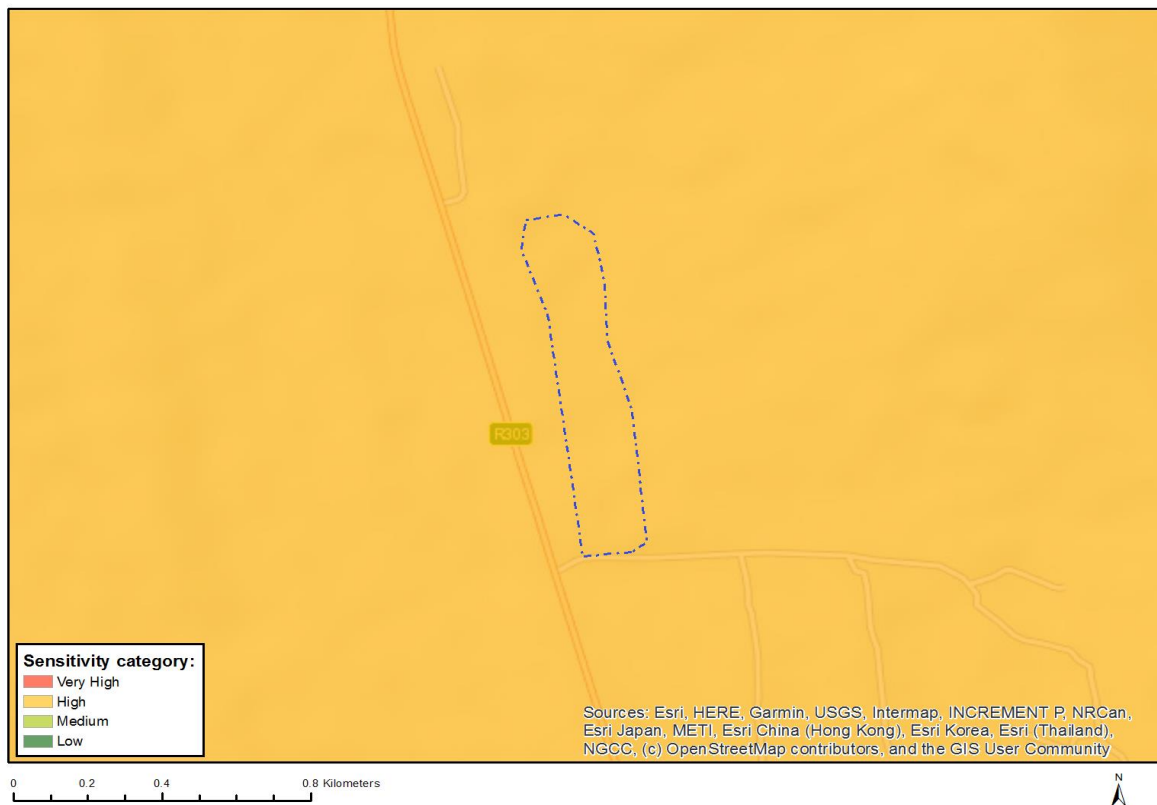 R303
Sensitivity category:
Very High
High
Medium
Low
Sources: Esri, HERE, Garmin, USGS, Intermap, INCREMENT P, NRCan,
Esri Japan, METI, Esri China (Hong Kong), Esri Korea, Esri (Thailand),
NGCC, (c) OpenStreetMap contributors, and the GIS User Community
0 0.2 0.4 0.8 Kilometers
N